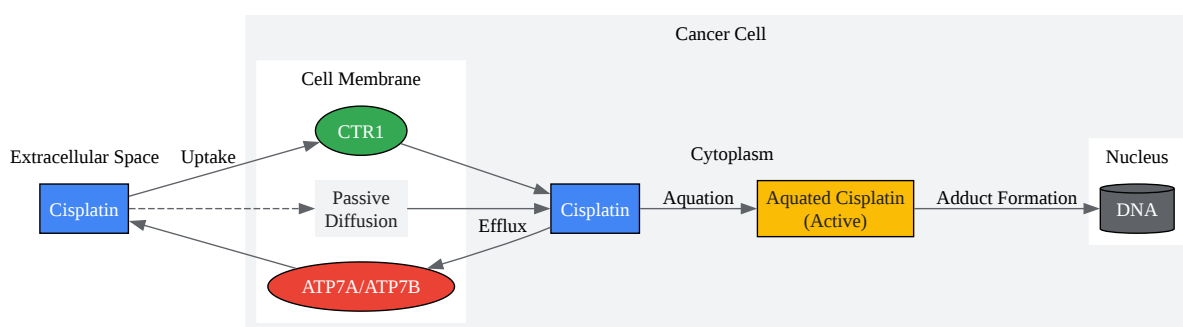 Cancer Cell
Cell Membrane
CTR1
Extracellular Space
Uptake
Cytoplasm
Nucleus
Cisplatin
Passive
Diffusion
Cisplatin
Aquation
Aquated Cisplatin
(Active)
Adduct Formation
DNA
Efflux
ATP7A/ATP7B